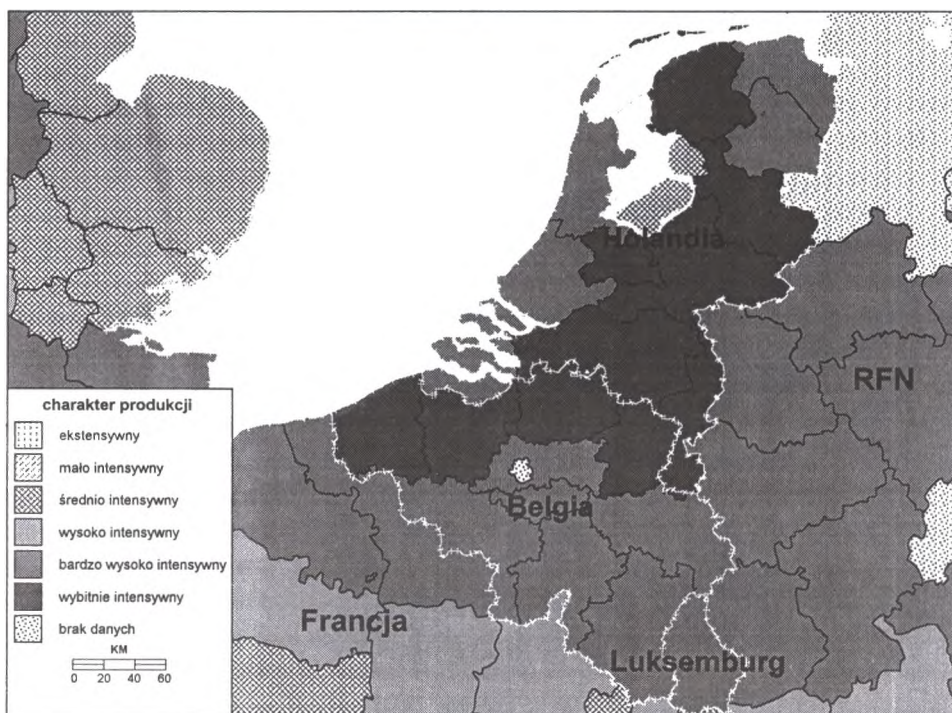 Holandia
RFN
Belgia
Francja
Luksemburg
charakter produkcji
ekstensywny
mało intensywny
średnio intensywny
wysoko intensywny
bardzo wysoko intensywny
wybitnie intensywny
brak danych
KM
0 20 40 60